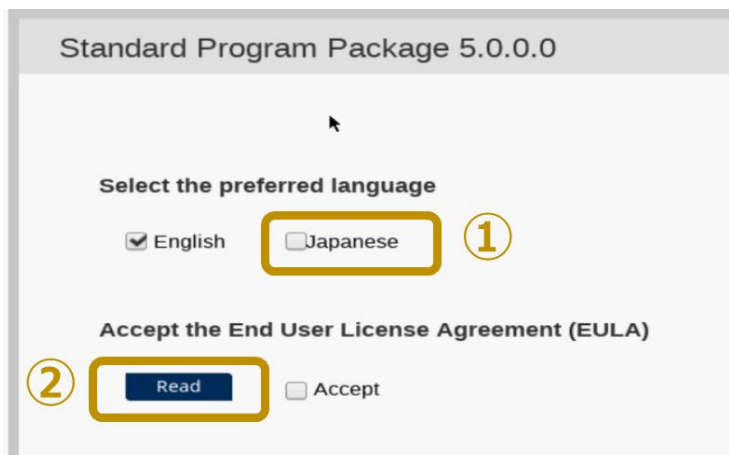 Standard Program Package 5.0.0.0
Select the preferred language
English Japanese ①
Accept the End User License Agreement (EULA)
② Read Accept